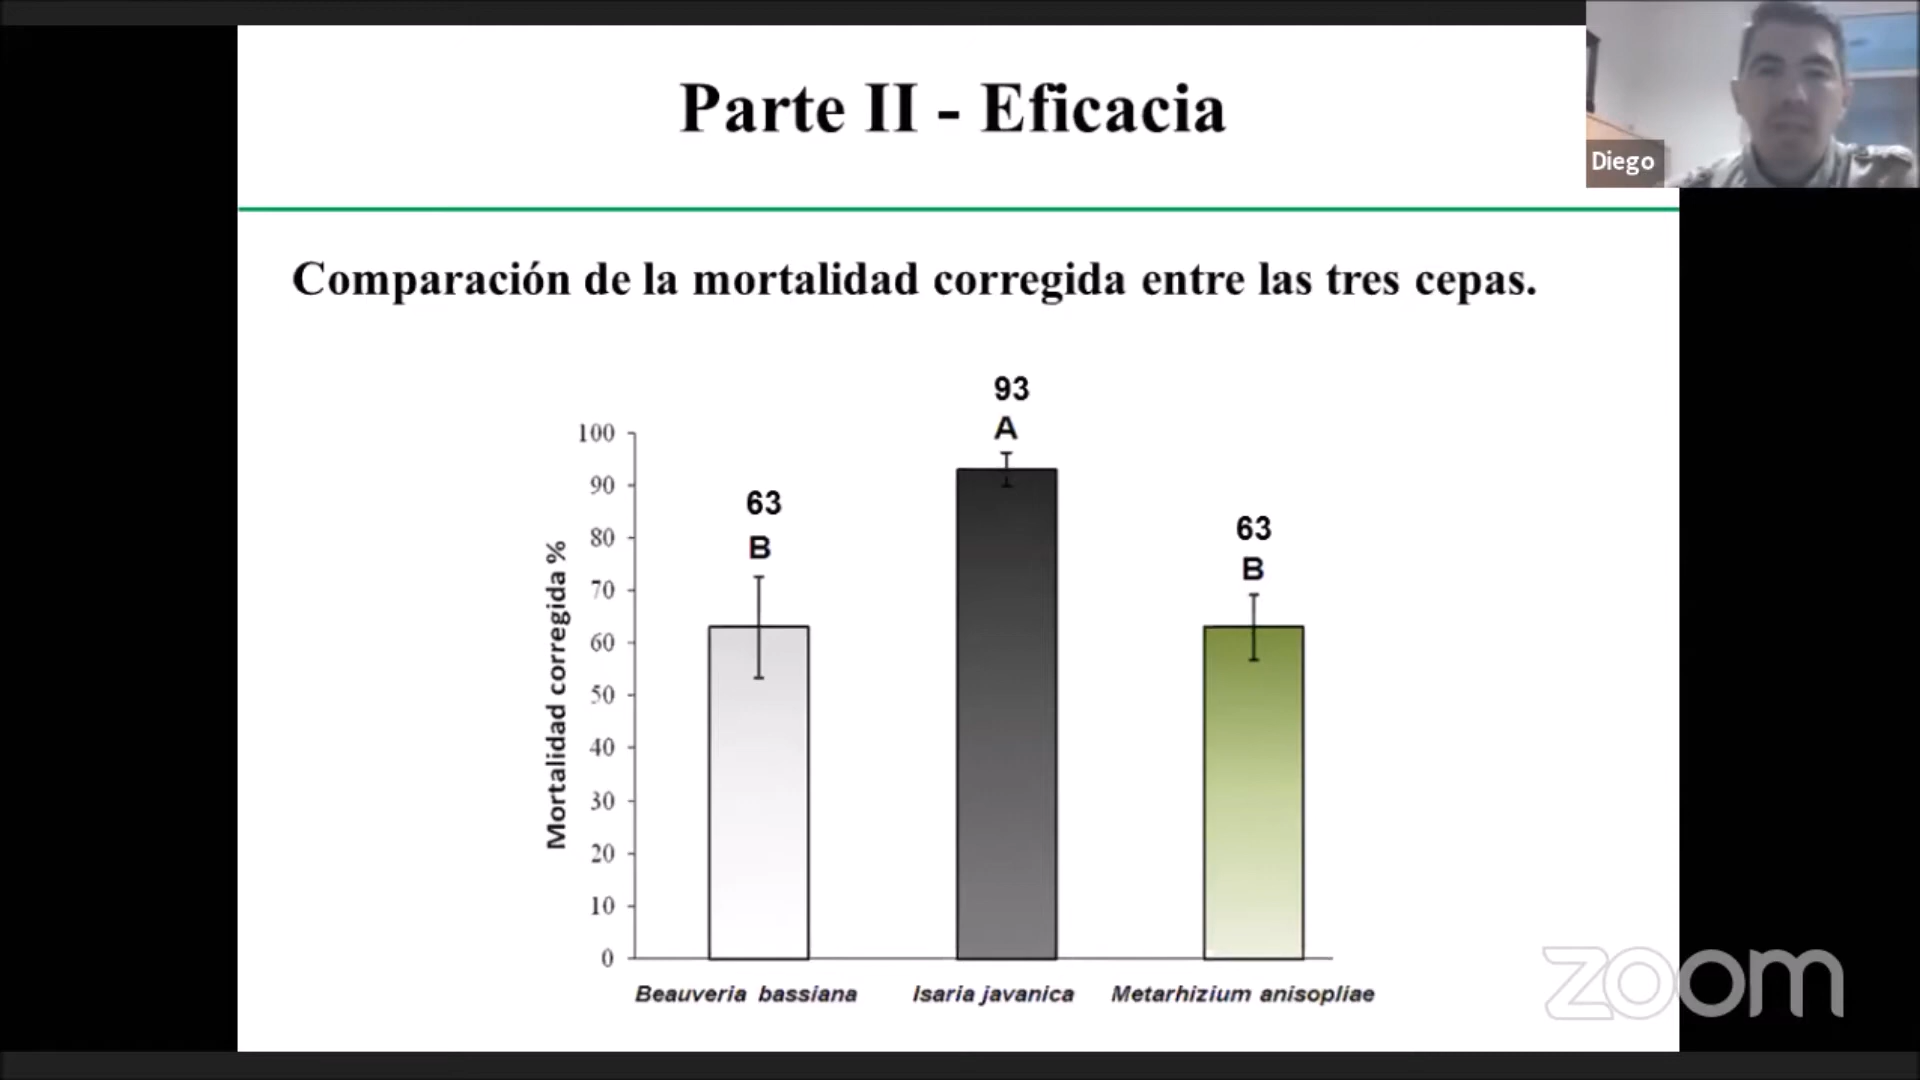 Parte II - Eficacia
Diego
Comparación de la mortalidad corregida entre las tres cepas.
93
A
63
B
63
B
Mortalidad corregida %
100
90
80
70
60
50
40
30
20
10
0
Beauveria bassiana
Isaria javanica
Metarhizium anisopliae
zoom